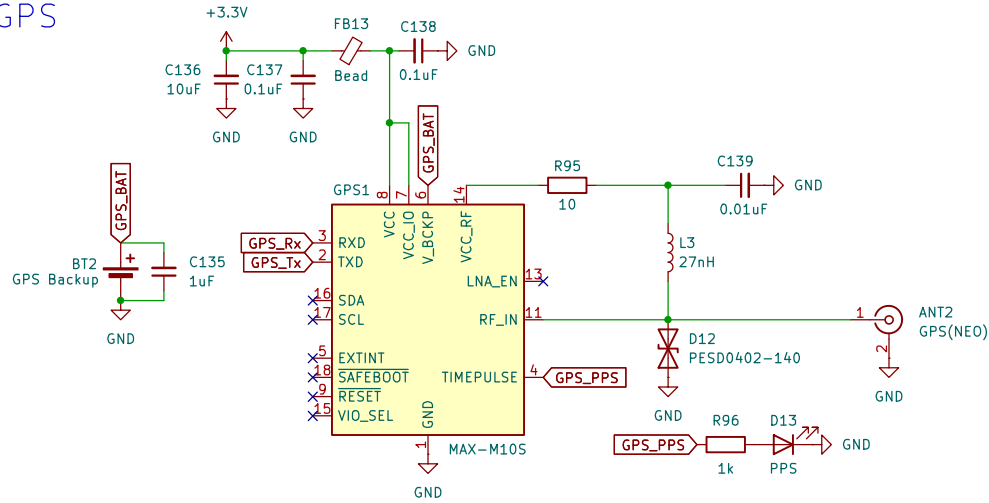 GPS
+3.3V
FB13
Bead
C138
0.1uF
GND
C136
10uF
C137
0.1uF
GND
GND
GPS_BAT
GPS_BAT
BT2
GPS Backup
+
C135
1uF
GND
GPS1
8
7
6
14
VCC
VCC_IO
V_BCKP
VCC_RF
GPS_Rx
3
RXD
GPS_Tx
2
TXD
16
SDA
17
SCL
5
EXTINT
18
SAFEBOOT
9
RESET
15
VIO_SEL
LNA_EN
13
RF_IN
11
TIMEPULSE
4
GPS_PPS
GND
1
MAX-M10S
GND
R95
10
C139
0.01uF
GND
L3
27nH
D12
PESD0402-140
GND
1
2
ANT2
GPS(NEO)
GND
GPS_PPS
R96
1k
D13
PPS
GND